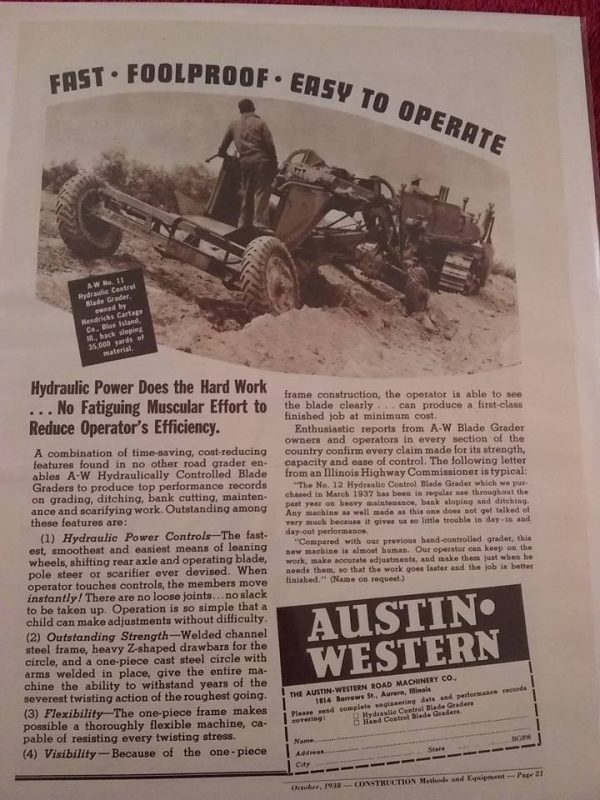 FAST · FOOLPROOF · EASY TO OPERATE
A-W No. 11
Hydraulic Control
Blade Grader,
owned by
Hendricks Cartage
Co., Blue Island,
Ill., back sloping
35,000 yards of
material.
Hydraulic Power Does the Hard Work
. . . No Fatiguing Muscular Effort to
Reduce Operator's Efficiency.
A combination of time-saving, cost-reducing
features found in no other road grader en-
ables A-W Hydraulically Controlled Blade
Graders to produce top performance records
on grading, ditching, bank cutting, mainten-
ance and scarifying work. Outstanding among
these features are:
(1) Hydraulic Power Controls—The fast-
est, smoothest and easiest means of leaning
wheels, shifting rear axle and operating blade,
pole steer or scarifier ever devised. When
operator touches controls, the members move
instantly! There are no loose joints...no slack
to be taken up. Operation is so simple that a
child can make adjustments without difficulty.
(2) Outstanding Strength—Welded channel
steel frame, heavy Z-shaped drawbars for the
circle, and a one-piece cast steel circle with
arms welded in place, give the entire ma-
chine the ability to withstand years of the
severest twisting action of the roughest going.
(3) Flexibility—The one-piece frame makes
possible a thoroughly flexible machine, ca-
pable of resisting every twisting stress.
(4) Visibility—Because of the one-piece
frame construction, the operator is able to see
the blade clearly . . . can produce a first-class
finished job at minimum cost.
Enthusiastic reports from A-W Blade Grader
owners and operators in every section of the
country confirm every claim made for its strength,
capacity and ease of control. The following letter
from an Illinois Highway Commissioner is typical:
"The No. 12 Hydraulic Control Blade Grader which we pur-
chased in March 1937 has been in regular use throughout the
past year on heavy maintenance, bank sloping and ditching.
Any machine as well made as this one does not get talked of
very much because it gives us so little trouble in day-in and
day-out performance.
"Compared with our previous hand-controlled grader, this
new machine is almost human. Our operator can keep on the
work, make accurate adjustments, and make them just when he
needs them, so that the work goes faster and the job is better
finished." (Name on request.)
AUSTIN·
WESTERN
THE AUSTIN-WESTERN ROAD MACHINERY CO.,
1814 Barrows St., Aurora, Illinois
Please send complete engineering data and performance records
covering: □ Hydraulic Control Blade Graders
□ Hand Control Blade Graders.
Name
Address
City State BG806
October, 1938 — CONSTRUCTION Methods and Equipment — Page 21